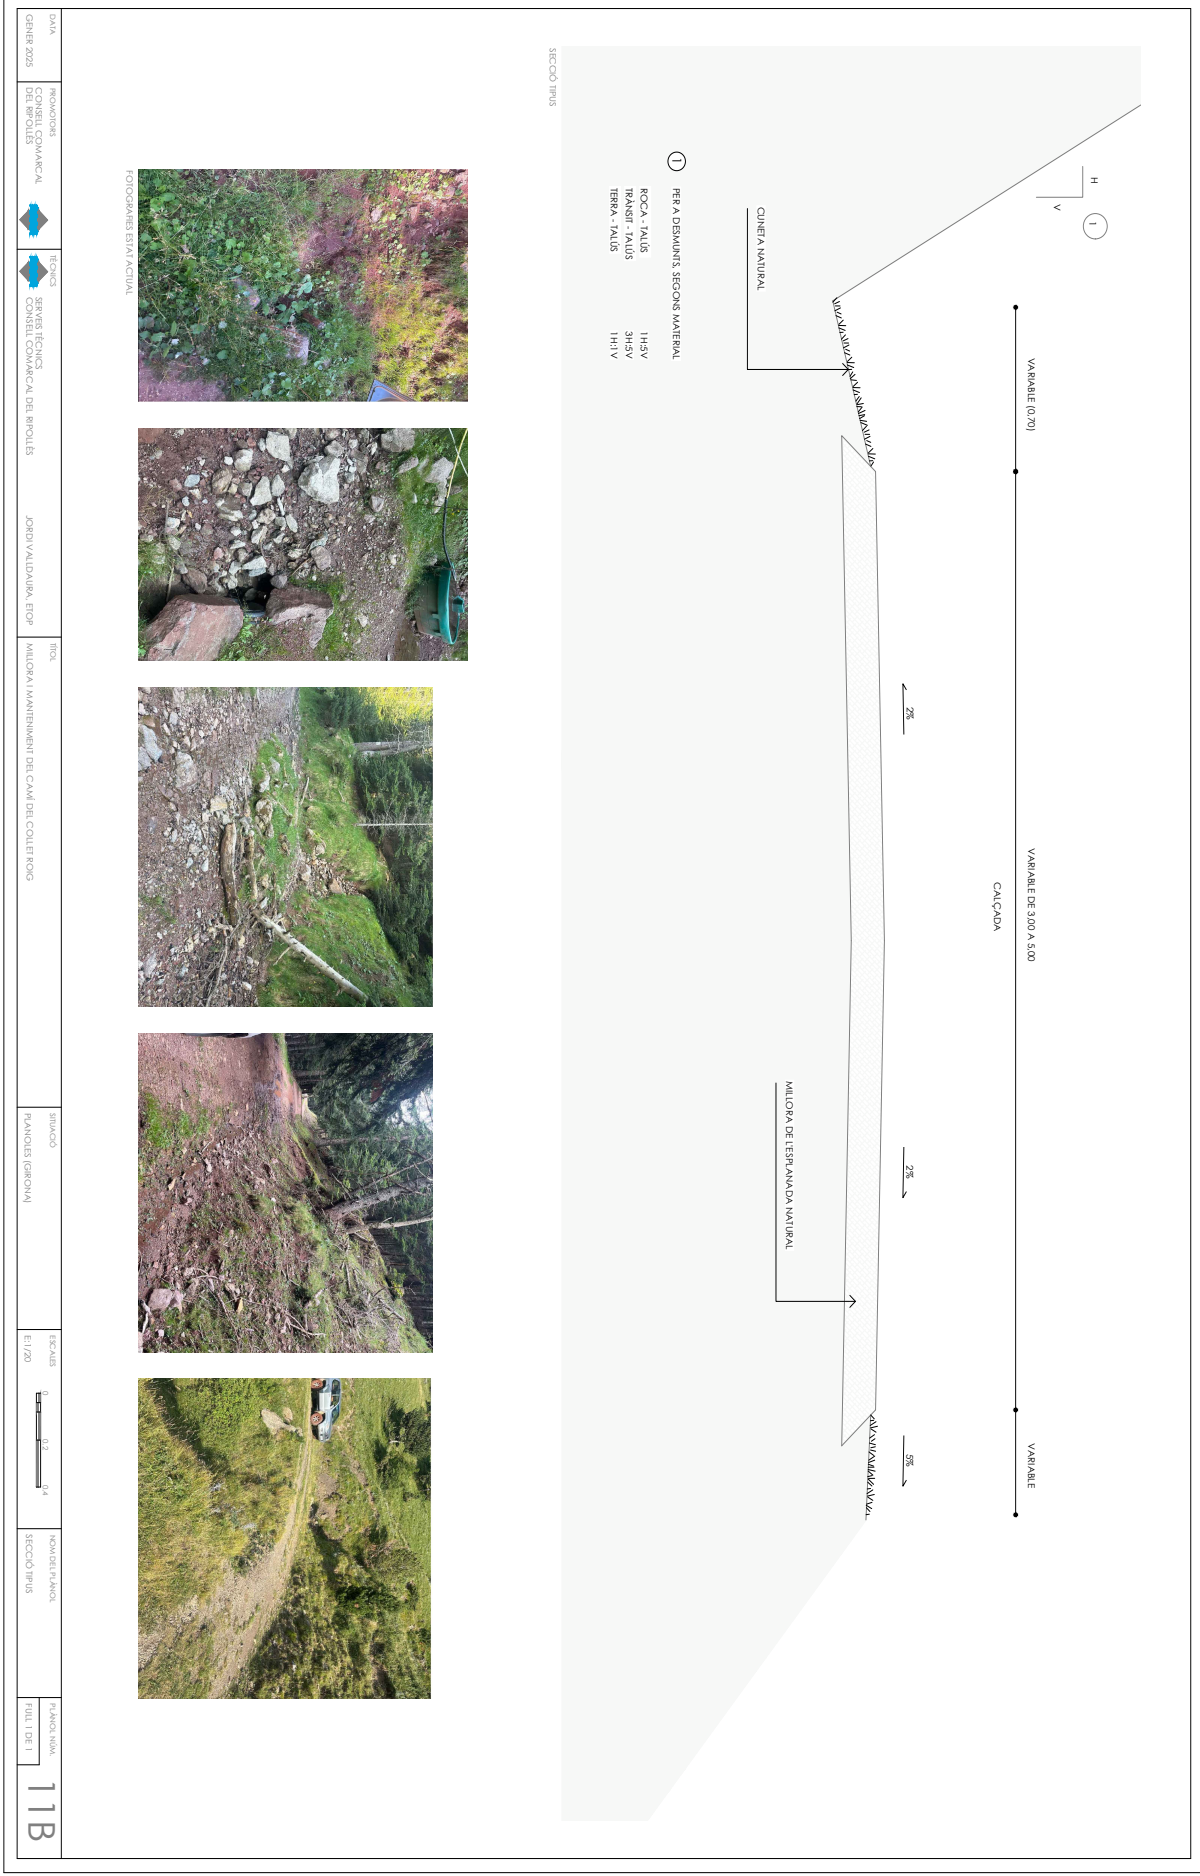 H
V
1
VARIABLE (0,70)
VARIABLE DE 3,00 A 5,00
VARIABLE
CALÇADA
2%
2%
5%
CUNETA NATURAL
MILLORA DE L'ESPLANADA NATURAL
1 PER A DESMUNTS, SEGONS MATERIAL
ROCA - TALÚS 1H:5V
TRÀNSIT - TALÚS 3H:5V
TERRA - TALÚS 1H:1V
SECCIÓ TIPUS
FOTOGRAFIES ESTAT ACTUAL
DATA
GENER 2025
PROMOTORS
CONSELL COMARCAL
DEL RIPOLLÈS
TÈCNICS
SERVEIS TÈCNICS
CONSELL COMARCAL DEL RIPOLLÈS
JORDI VALLDAURA, ETOP
TÍTOL
MILLORA I MANTENIMENT DEL CAMÍ DEL COLLET ROIG
SITUACIÓ
PLANOLES (GIRONA)
ESCALES
E:1/20
0 0.2 0.4
NOM DEL PLÀNOL
SECCIÓ TIPUS
PLÀNOL NÚM.
FULL 1 DE 1
11B